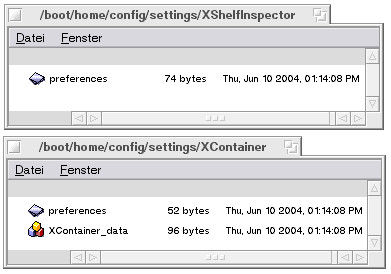 /boot/home/config/settings/XShelfInspector
Datei Fenster
preferences 74 bytes Thu, Jun 10 2004, 01:14:08 PM
/boot/home/config/settings/XContainer
Datei Fenster
preferences 52 bytes Thu, Jun 10 2004, 01:14:08 PM
XContainer_data 96 bytes Thu, Jun 10 2004, 01:14:08 PM